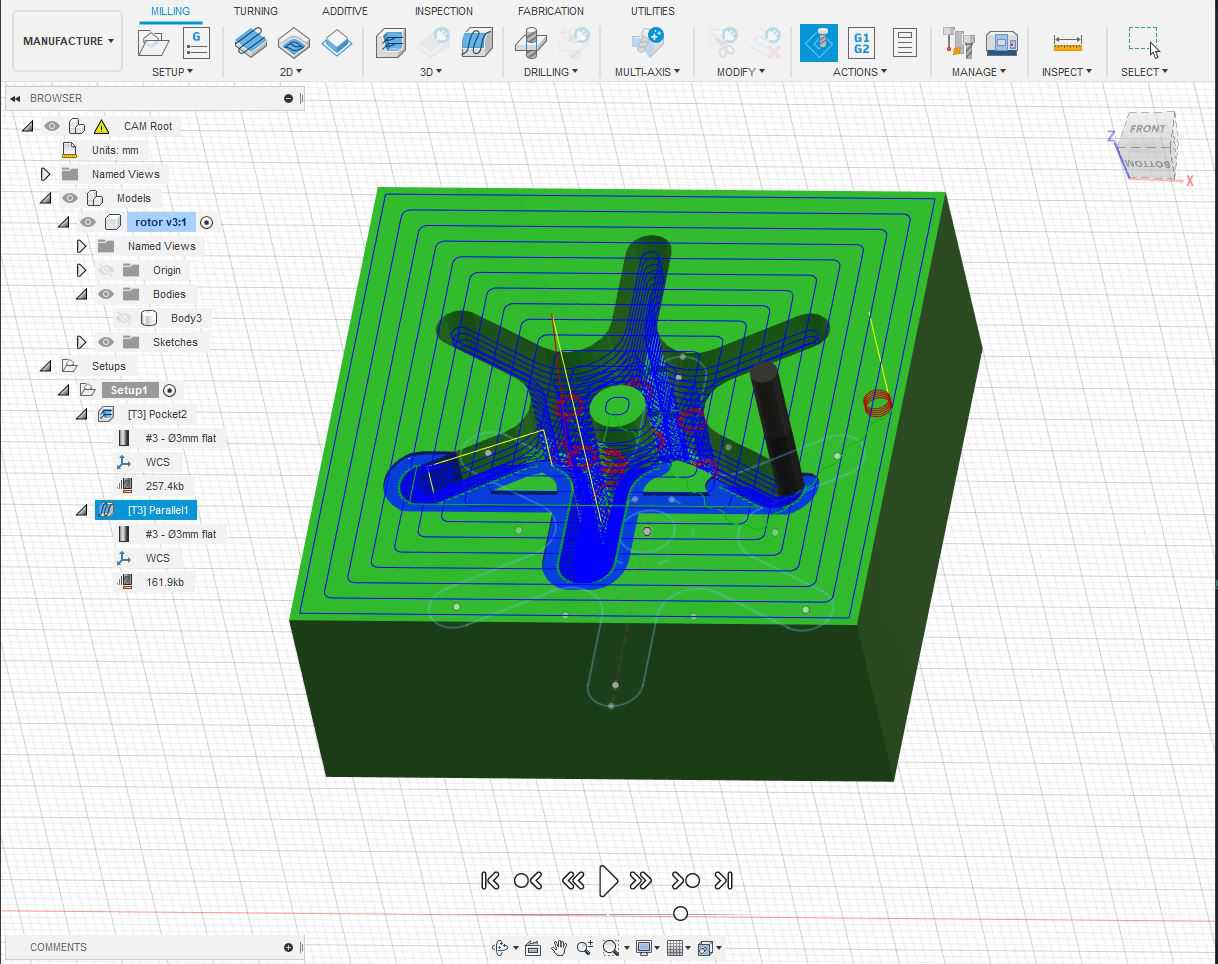 MILLING TURNING ADDITIVE INSPECTION FABRICATION UTILITIES
MANUFACTURE
G
G1
G2
SETUP 2D 3D DRILLING MULTI-AXIS MODIFY ACTIONS MANAGE INSPECT SELECT
BROWSER
CAM Root
Units: mm
Named Views
Models
rotor v3:1
Named Views
Origin
Bodies
Body3
Sketches
Setups
Setup1
[T3] Pocket2
#3 - Ø3mm flat
WCS
257.4kb
[T3] Parallel1
#3 - Ø3mm flat
WCS
161.9kb
FRONT
BOTTOM
Z
X
COMMENTS